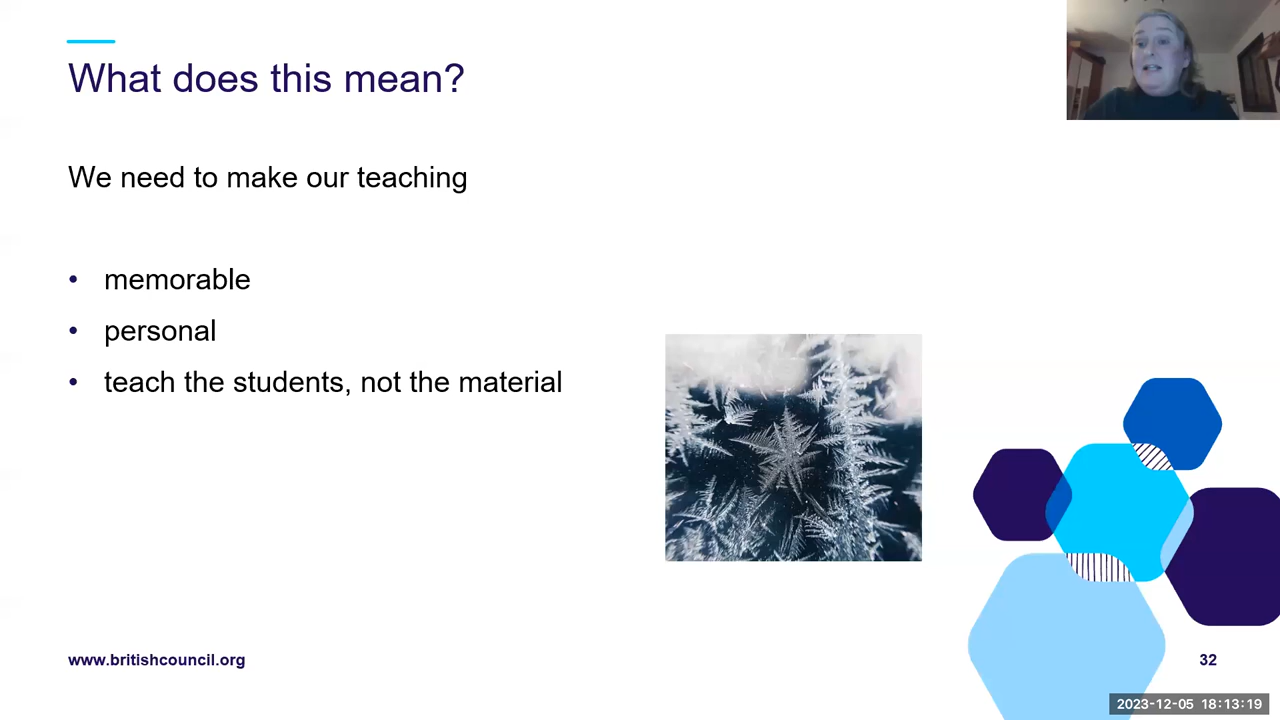 What does this mean?
We need to make our teaching
• memorable
• personal
• teach the students, not the material
www.britishcouncil.org
32
2023-12-05 18:13:19